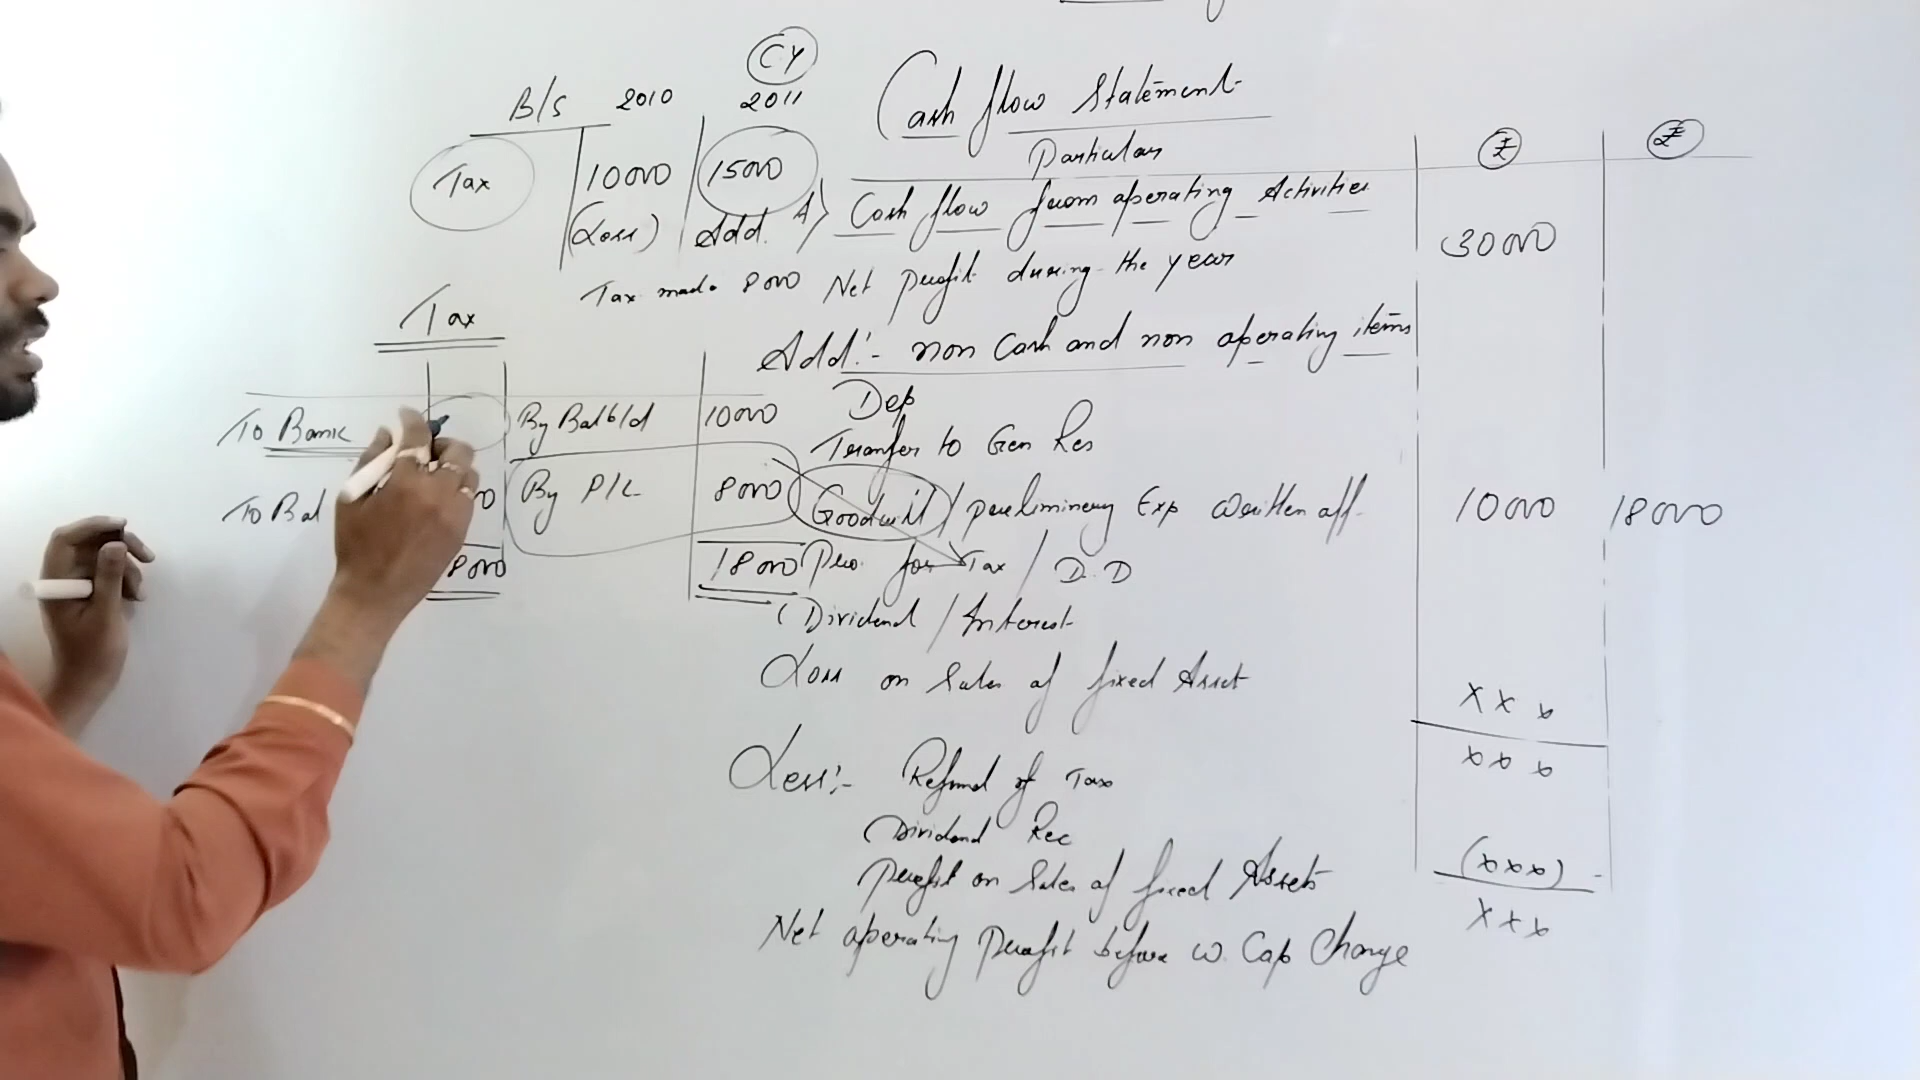 CY
B/S 2010 2011
Cash flow Statement
Particulars ₹ ₹
Tax 10000 15000
(Loss) Add.
A) Cash flow from operating Activities
30000
Tax made 8000
Net Profit during the year
Tax
Add:- non Cash and non operating items
To Bank
By Bal b/d 10000
Dep
Transfer to Gen Res
To Bal
By P/L 8000
Goodwill / preliminery Exp written off 10000 18000
8000
18000
Pro. for Tax / D.D
(Dividend / Interest
Loss on Sales of fixed Asset
x x x
x x x
Less:- Refund of Tax
Dividend Rec
Profit on Sales of fixed Assets
(xxx)
x x x
Net operating Profit before w. Cap Change